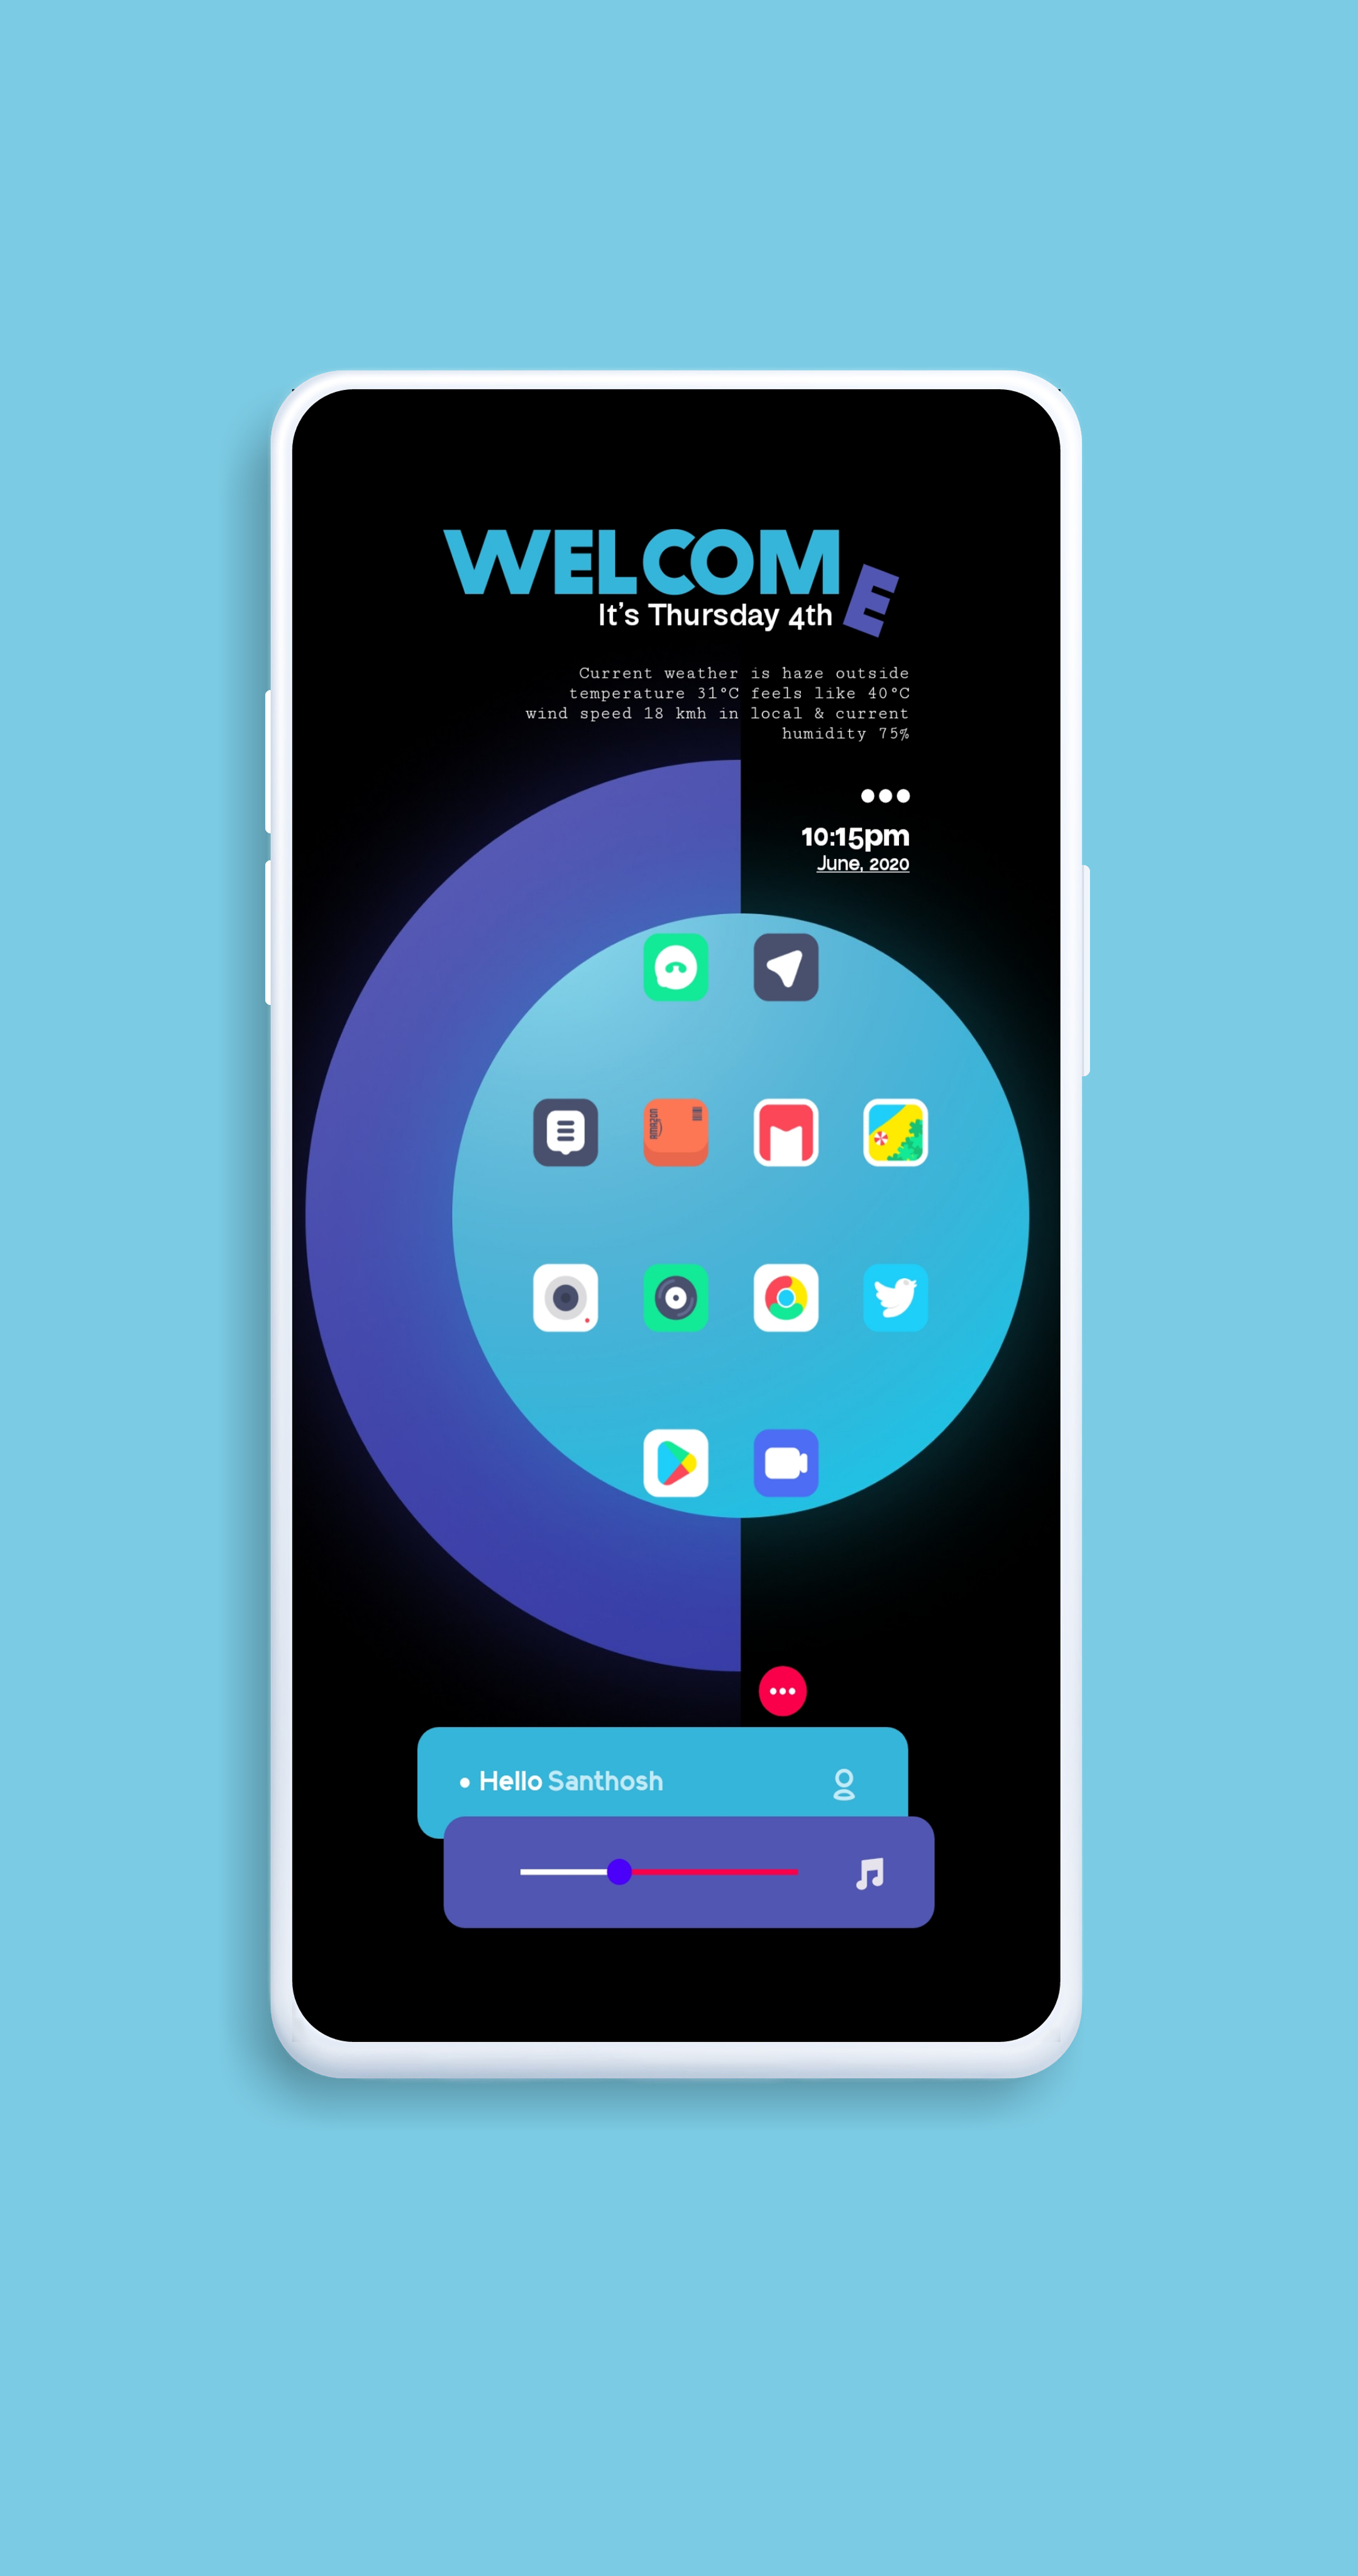 WELCOME
It's Thursday 4th
Current weather is haze outside
temperature 31°C feels like 40°C
wind speed 18 kmh in local & current
humidity 75%
10:15pm
June, 2020
amazon
Hello Santhosh